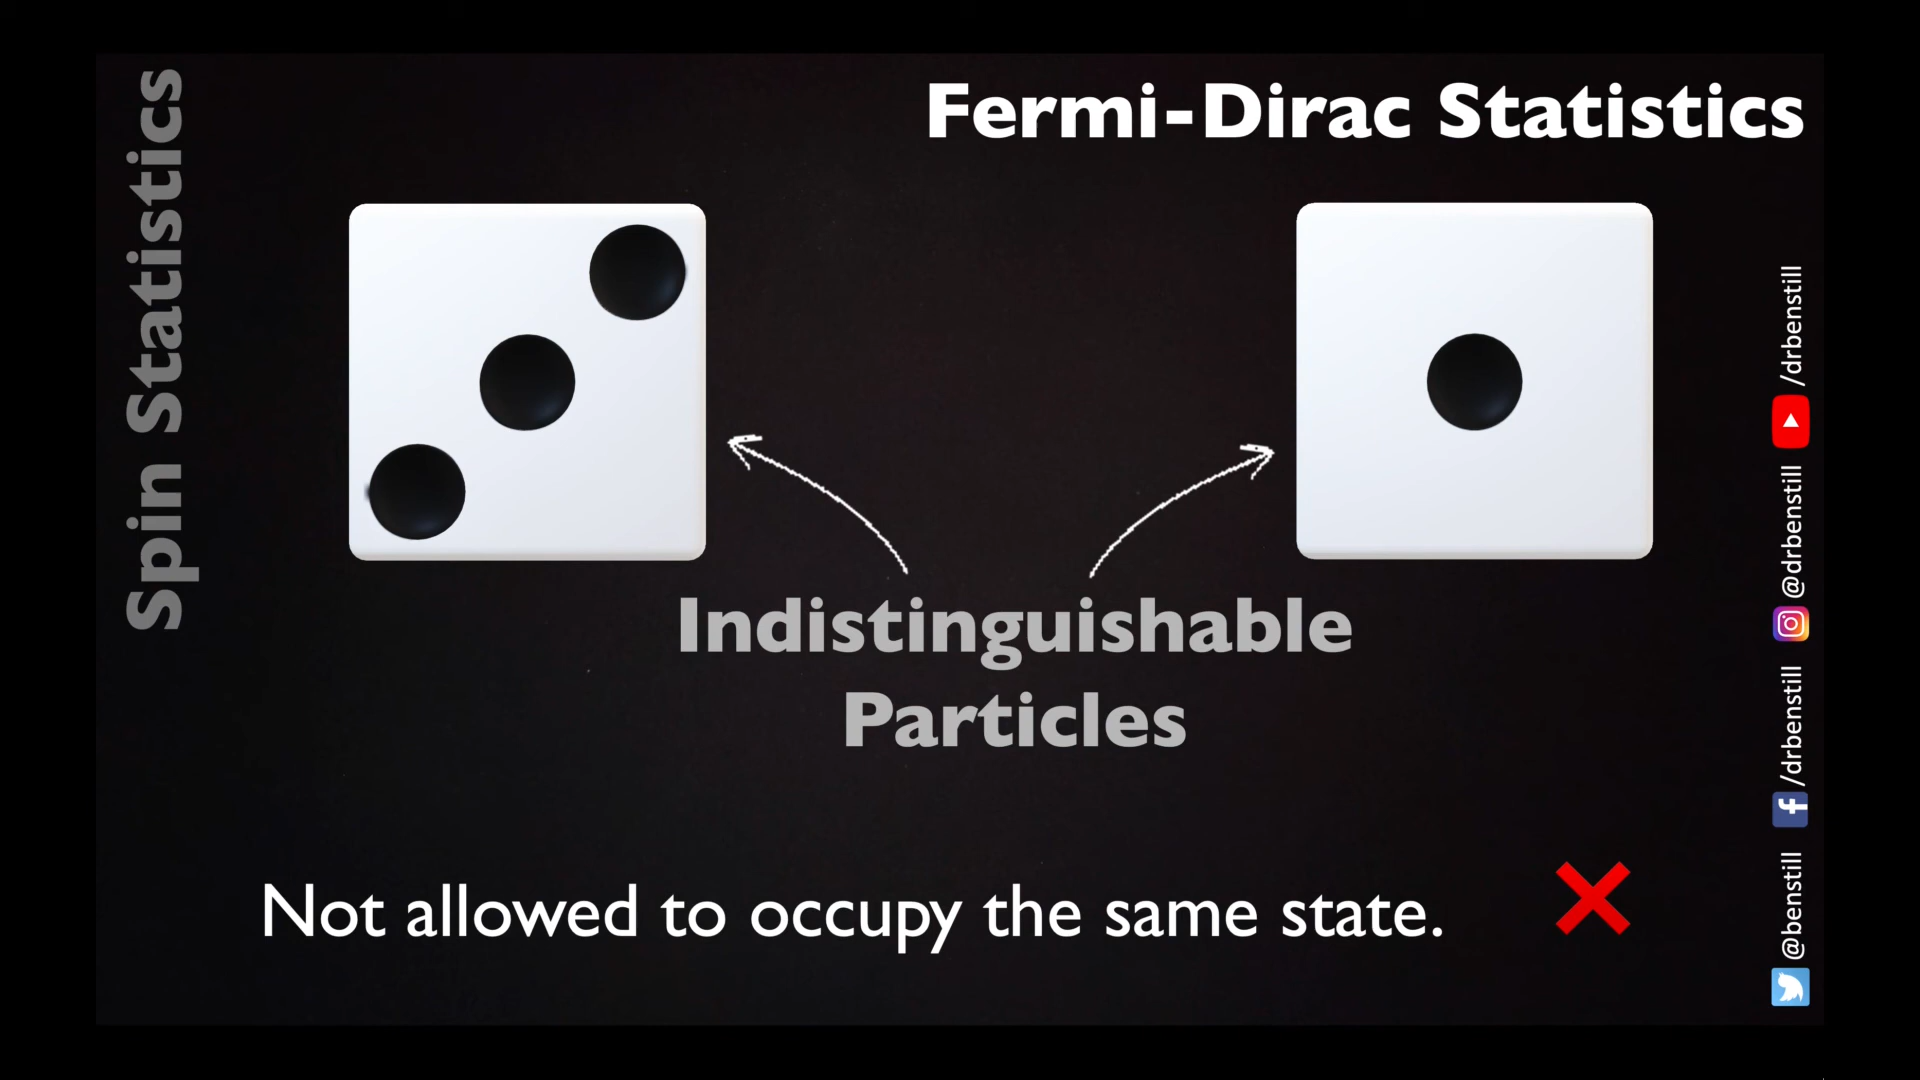 Spin Statistics
Fermi-Dirac Statistics
Indistinguishable
Particles
Not allowed to occupy the same state.
/drbenstill
@drbenstill
/drbenstill
@benstill